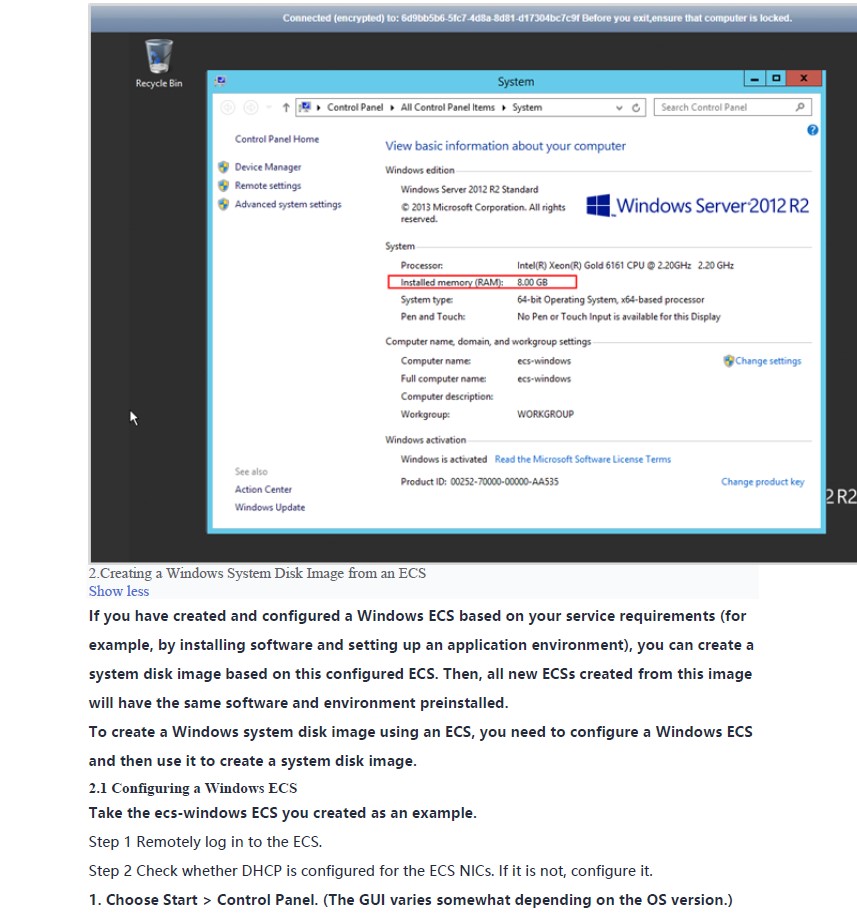 Connected (encrypted) to: 6d9bb5b6-5fc7-4d8a-8d81-d17304bc7c9f Before you exit,ensure that computer is locked.
Recycle Bin
System
Control Panel
All Control Panel Items
System
Search Control Panel
Control Panel Home
Device Manager
Remote settings
Advanced system settings
View basic information about your computer
Windows edition
Windows Server 2012 R2 Standard
© 2013 Microsoft Corporation. All rights
reserved.
Windows Server 2012 R2
System
Processor: Intel(R) Xeon(R) Gold 6161 CPU @ 2.20GHz 2.20 GHz
Installed memory (RAM): 8.00 GB
System type: 64-bit Operating System, x64-based processor
Pen and Touch: No Pen or Touch Input is available for this Display
Computer name, domain, and workgroup settings
Computer name: ecs-windows
Change settings
Full computer name: ecs-windows
Computer description:
Workgroup: WORKGROUP
Windows activation
Windows is activated Read the Microsoft Software License Terms
Product ID: 00252-70000-00000-AA535
Change product key
See also
Action Center
Windows Update
2 R2
2.Creating a Windows System Disk Image from an ECS
Show less
If you have created and configured a Windows ECS based on your service requirements (for
example, by installing software and setting up an application environment), you can create a
system disk image based on this configured ECS. Then, all new ECSs created from this image
will have the same software and environment preinstalled.
To create a Windows system disk image using an ECS, you need to configure a Windows ECS
and then use it to create a system disk image.
2.1 Configuring a Windows ECS
Take the ecs-windows ECS you created as an example.
Step 1 Remotely log in to the ECS.
Step 2 Check whether DHCP is configured for the ECS NICs. If it is not, configure it.
1. Choose Start > Control Panel. (The GUI varies somewhat depending on the OS version.)